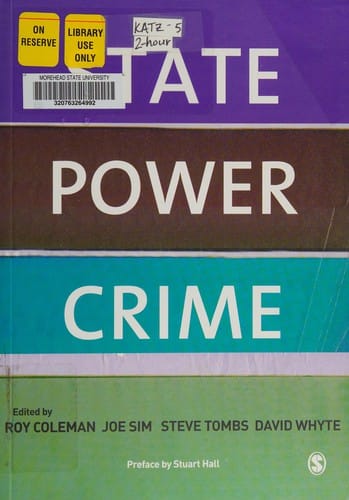 ON
RESERVE
LIBRARY
USE
ONLY
KATZ - 5
2-hour
MOREHEAD STATE UNIVERSITY
320763264992
TATE
POWER
CRIME
Edited by
ROY COLEMAN JOE SIM STEVE TOMBS DAVID WHYTE
Preface by Stuart Hall
S